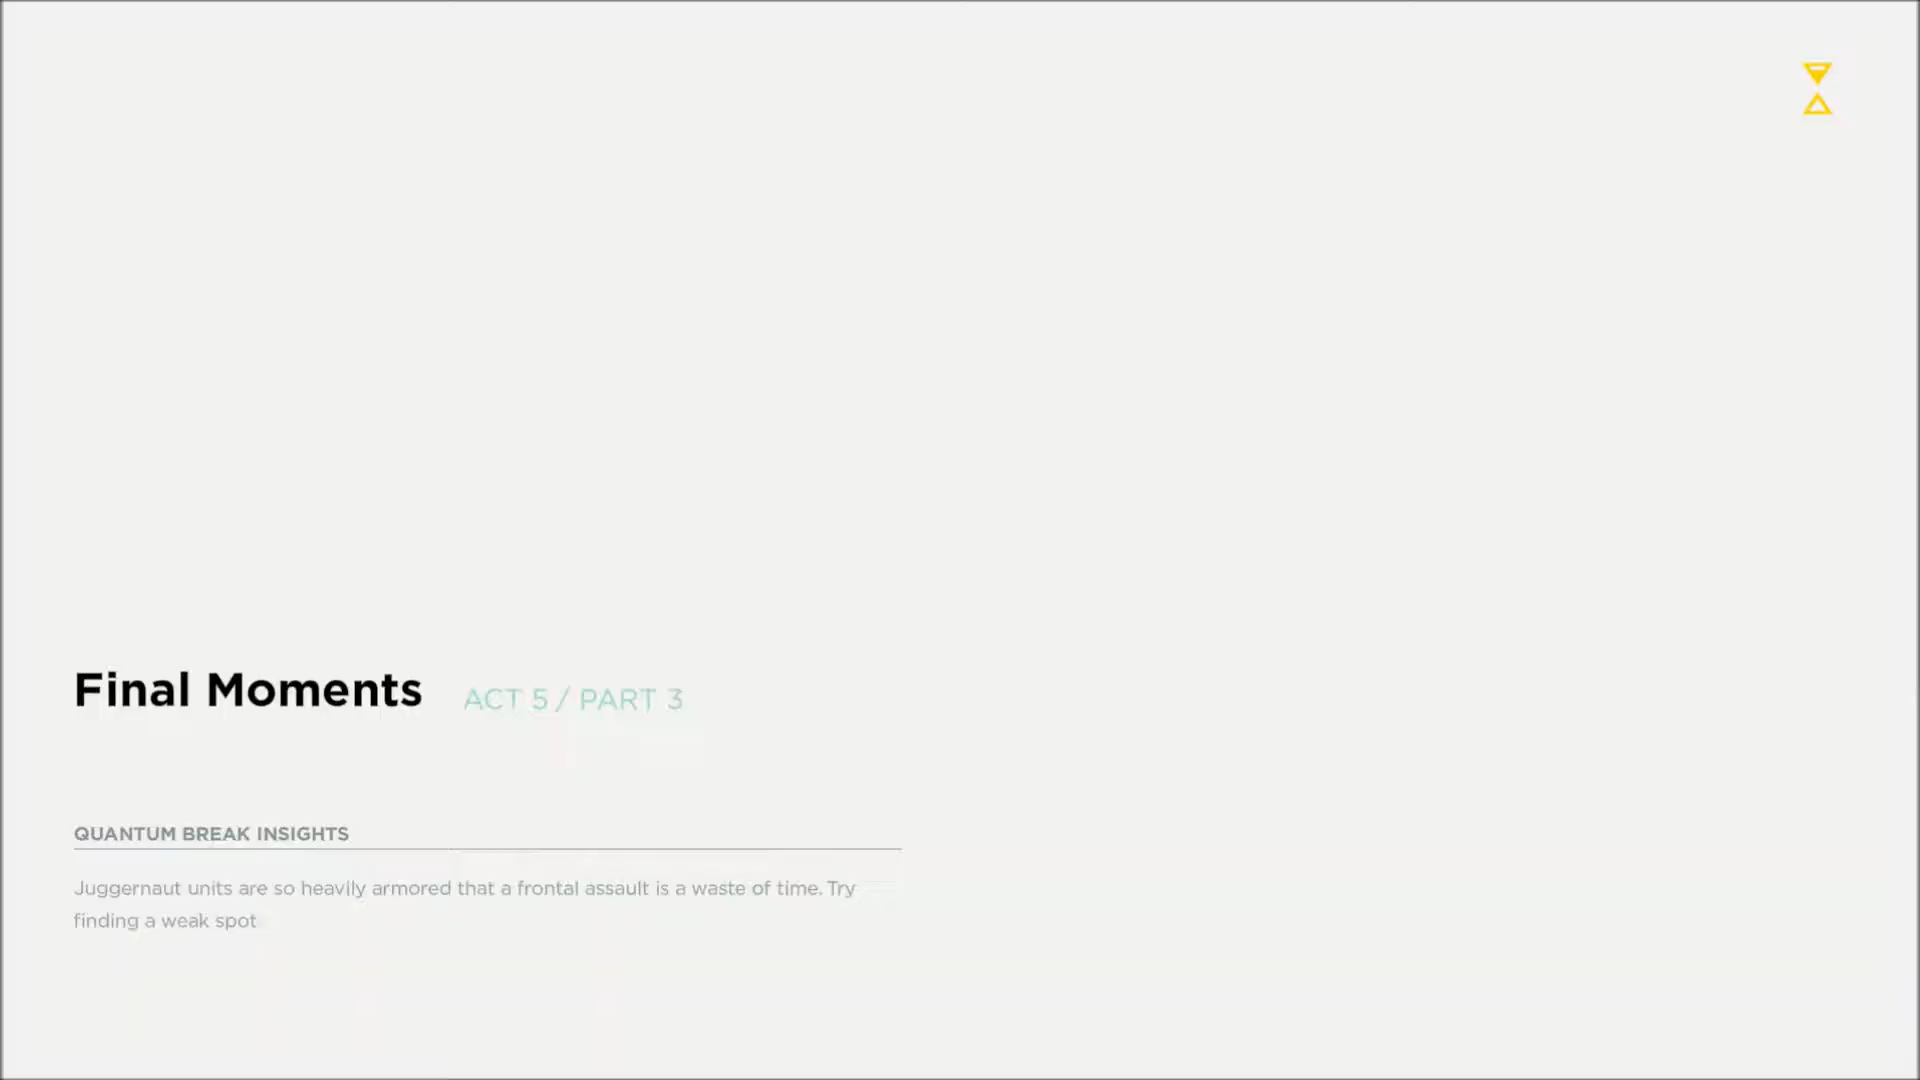 Final Moments ACT 5 / PART 3
QUANTUM BREAK INSIGHTS
Juggernaut units are so heavily armored that a frontal assault is a waste of time. Try
finding a weak spot